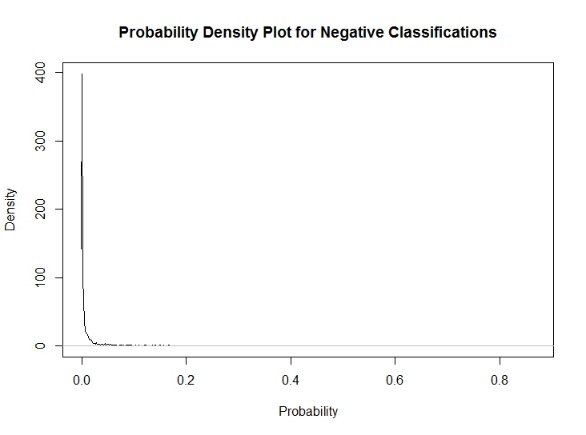 Probability Density Plot for Negative Classifications
Density
400
300
200
100
0
0.0 0.2 0.4 0.6 0.8
Probability